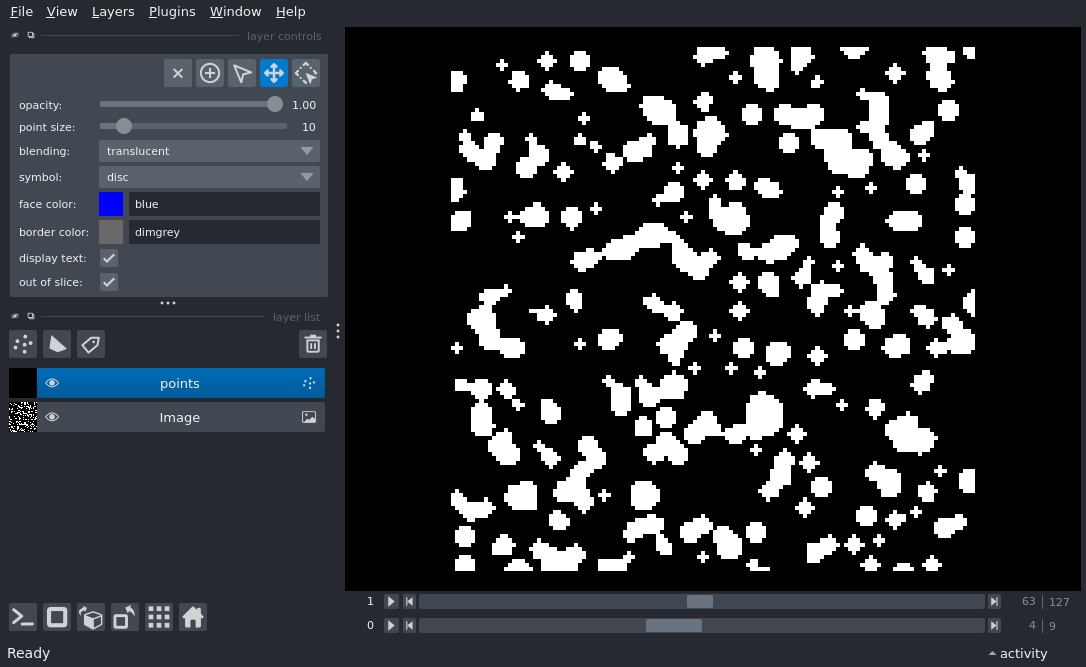 File View Layers Plugins Window Help
layer controls
opacity: 1.00
point size: 10
blending: translucent
symbol: disc
face color: blue
border color: dimgrey
display text:
out of slice:
layer list
points
Image
1 63 127
0 4 9
Ready activity